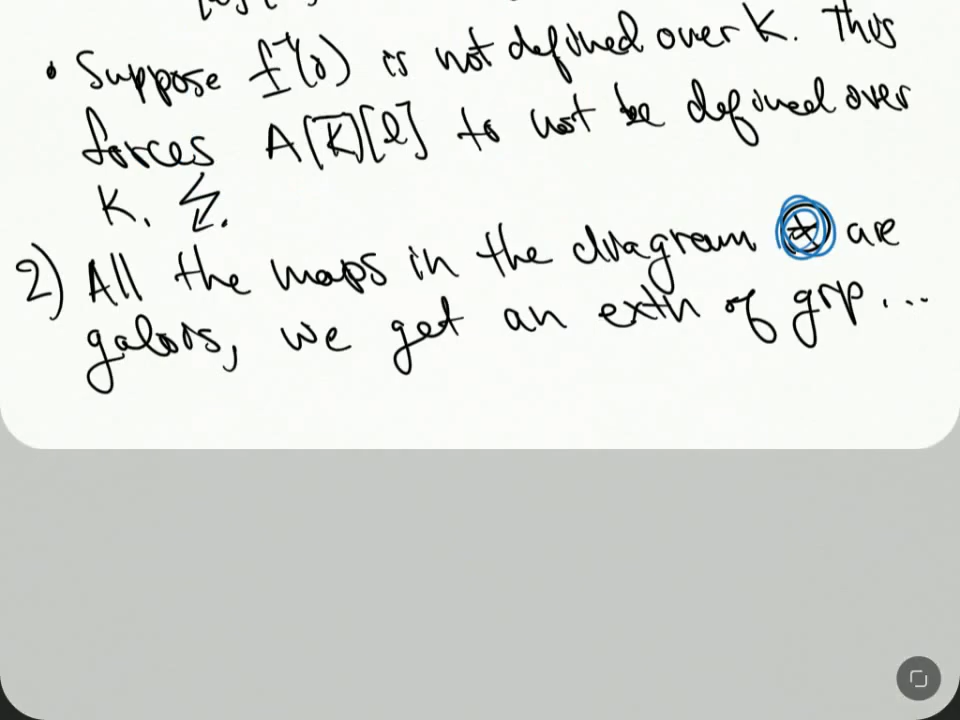 • Suppose f⁻¹(0) is not defined over K. This
forces A[K̅][l] to not be defined over
K. ↯.
2) All the maps in the diagram ⊛ are
galois, we get an extn of grp ...